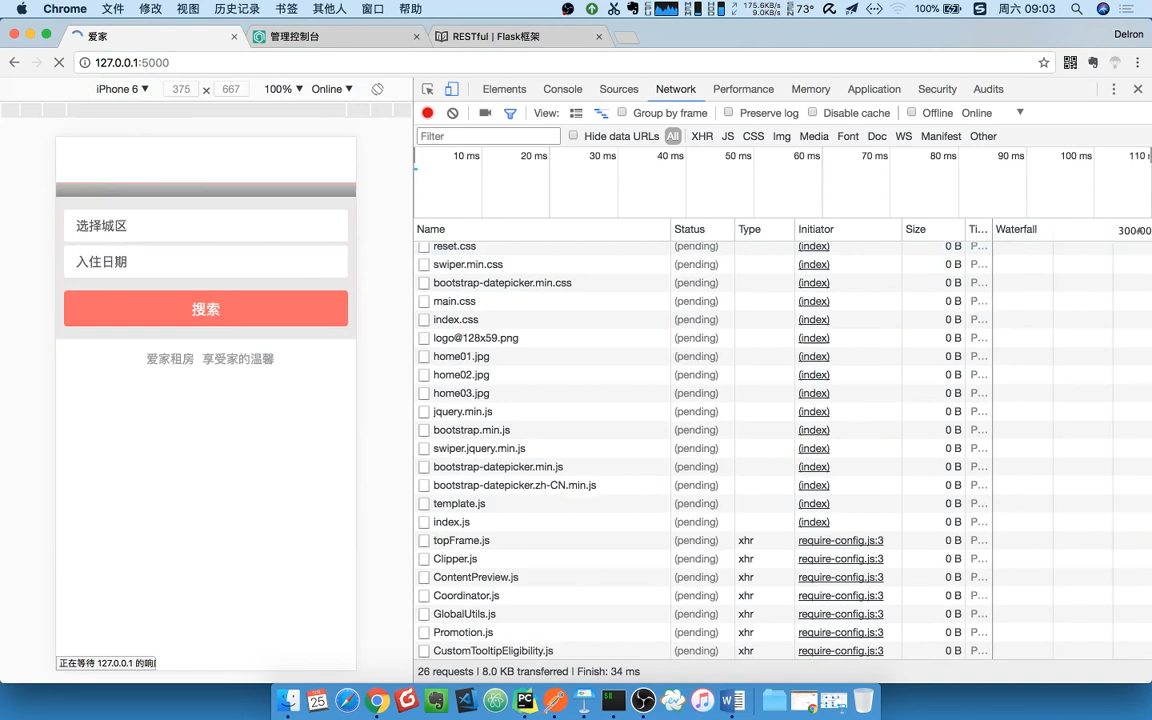 Chrome 文件 修改 视图 历史记录 书签 其他人 窗口 帮助 175.6KB/s 9.0KB/s 73° 100% 周六 09:03
爱家 管理控制台 RESTful | Flask框架 Delron
127.0.0.1:5000
iPhone 6 ▼ 375 × 667 100% ▼ Online ▼
Elements Console Sources Network Performance Memory Application Security Audits
View: Group by frame Preserve log Disable cache Offline Online ▼
Filter Hide data URLs All XHR JS CSS Img Media Font Doc WS Manifest Other
10 ms 20 ms 30 ms 40 ms 50 ms 60 ms 70 ms 80 ms 90 ms 100 ms 110
Name Status Type Initiator Size Ti... Waterfall
reset.css (pending) (index) 0 B P...
swiper.min.css (pending) (index) 0 B P...
bootstrap-datepicker.min.css (pending) (index) 0 B P...
main.css (pending) (index) 0 B P...
index.css (pending) (index) 0 B P...
logo@128x59.png (pending) (index) 0 B P...
home01.jpg (pending) (index) 0 B P...
home02.jpg (pending) (index) 0 B P...
home03.jpg (pending) (index) 0 B P...
jquery.min.js (pending) (index) 0 B P...
bootstrap.min.js (pending) (index) 0 B P...
swiper.jquery.min.js (pending) (index) 0 B P...
bootstrap-datepicker.min.js (pending) (index) 0 B P...
bootstrap-datepicker.zh-CN.min.js (pending) (index) 0 B P...
template.js (pending) (index) 0 B P...
index.js (pending) (index) 0 B P...
topFrame.js (pending) xhr require-config.js:3 0 B P...
Clipper.js (pending) xhr require-config.js:3 0 B P...
ContentPreview.js (pending) xhr require-config.js:3 0 B P...
Coordinator.js (pending) xhr require-config.js:3 0 B P...
GlobalUtils.js (pending) xhr require-config.js:3 0 B P...
Promotion.js (pending) xhr require-config.js:3 0 B P...
CustomTooltipEligibility.js (pending) xhr require-config.js:3 0 B P...
26 requests | 8.0 KB transferred | Finish: 34 ms
选择城区
入住日期
搜索
爱家租房 享受家的温馨
正在等待 127.0.0.1 的响